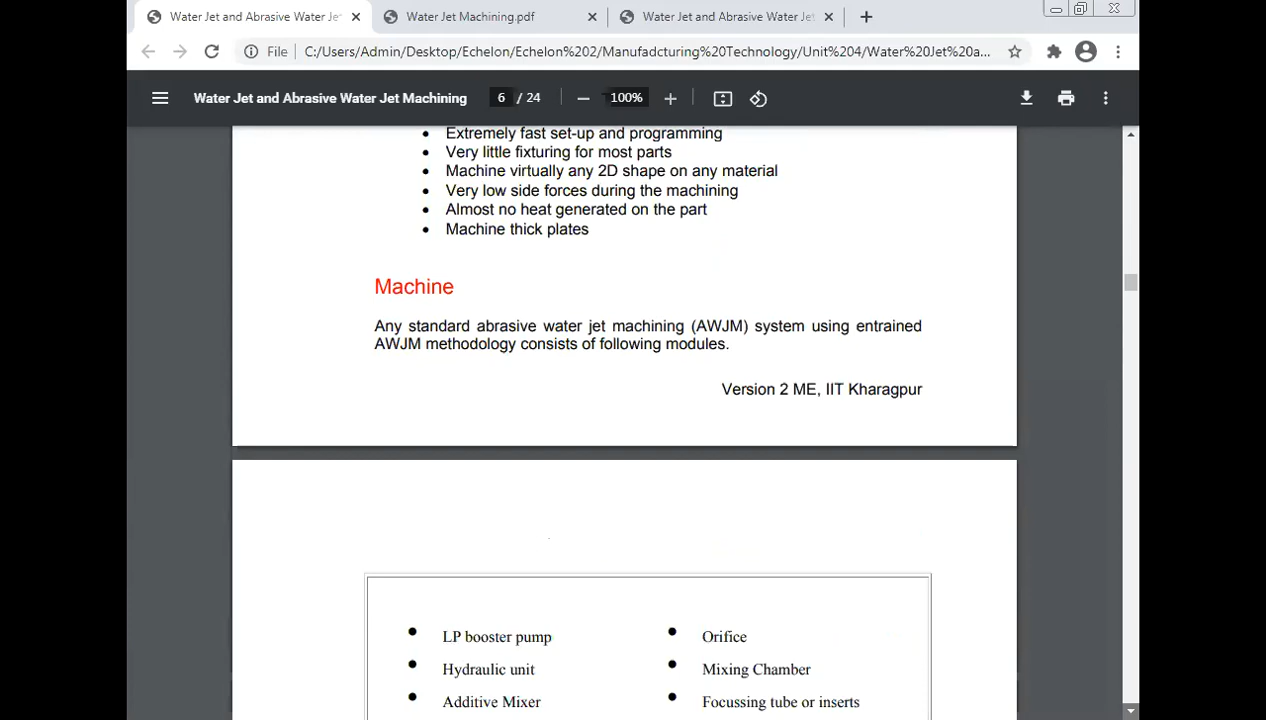 Water Jet and Abrasive Water Je
Water Jet Machining.pdf
Water Jet and Abrasive Water Jet
File
C:/Users/Admin/Desktop/Echelon/Echelon%202/Manufadcturing%20Technology/Unit%204/Water%20Jet%20a...
Water Jet and Abrasive Water Jet Machining
6 / 24
100%
• Extremely fast set-up and programming
• Very little fixturing for most parts
• Machine virtually any 2D shape on any material
• Very low side forces during the machining
• Almost no heat generated on the part
• Machine thick plates
Machine
Any standard abrasive water jet machining (AWJM) system using entrained
AWJM methodology consists of following modules.
Version 2 ME, IIT Kharagpur
• LP booster pump
• Hydraulic unit
• Additive Mixer
• Orifice
• Mixing Chamber
• Focussing tube or inserts